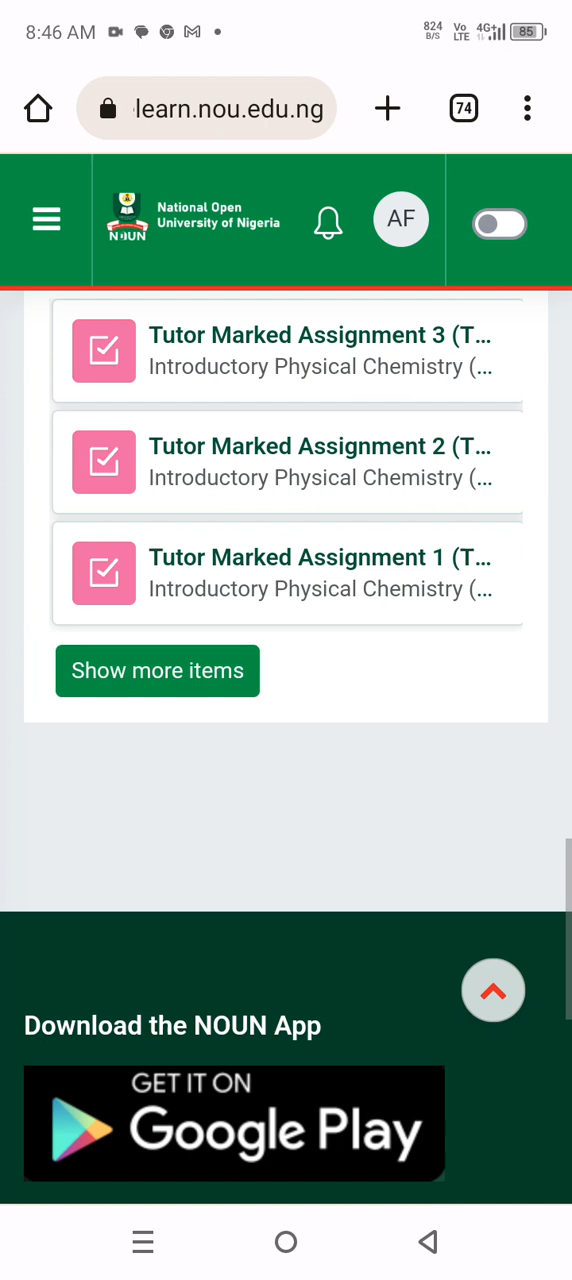 8:46 AM
824 B/S Vo LTE 4G+ 85
learn.nou.edu.ng
74
National Open
University of Nigeria
NOUN
AF
Tutor Marked Assignment 3 (T...
Introductory Physical Chemistry (...
Tutor Marked Assignment 2 (T...
Introductory Physical Chemistry (...
Tutor Marked Assignment 1 (T...
Introductory Physical Chemistry (...
Show more items
Download the NOUN App
GET IT ON
Google Play